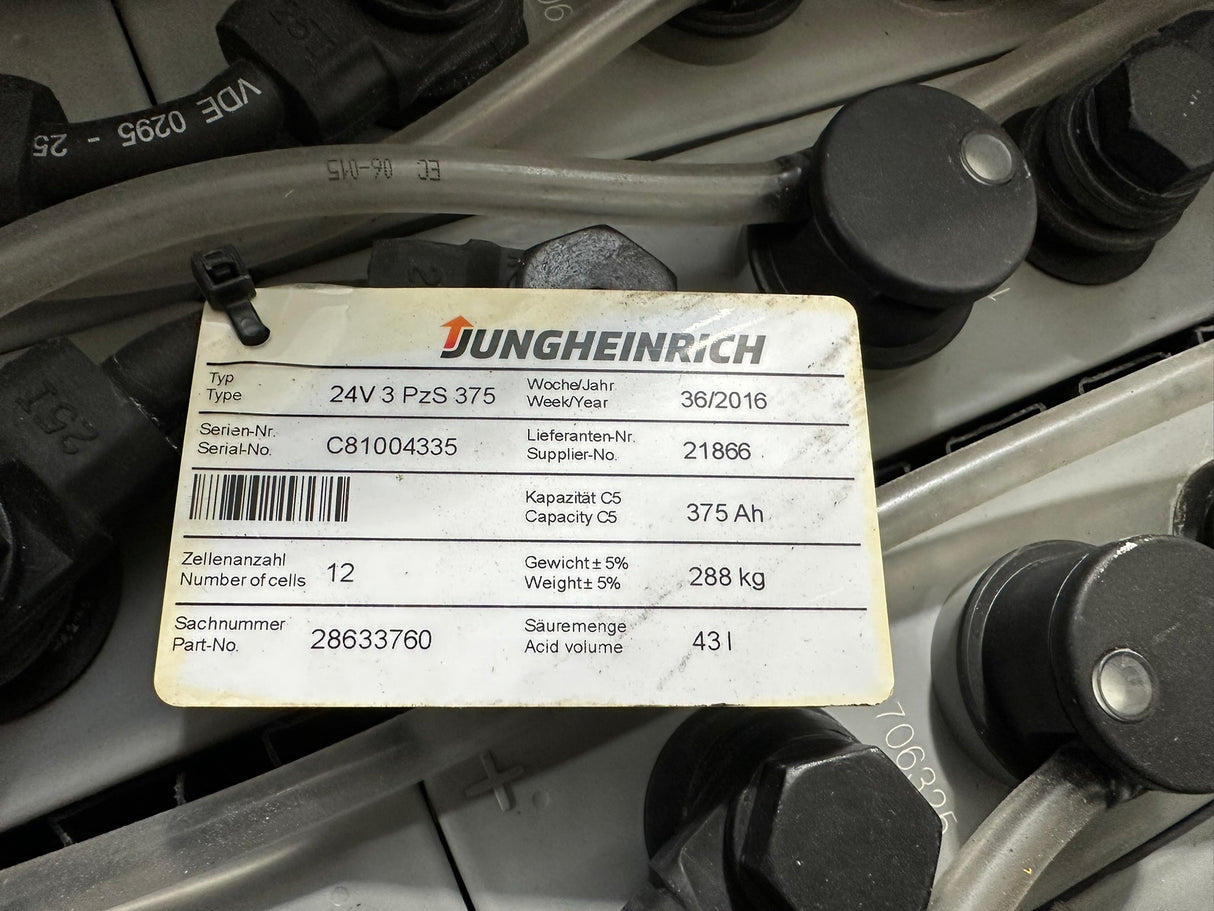 VDE 0295 - 25
EC 06-015
JUNGHEINRICH
Typ
Type
24V 3 PzS 375
Woche/Jahr
Week/Year
36/2016
Serien-Nr.
Serial-No.
C81004335
Lieferanten-Nr.
Supplier-No.
21866
Kapazität C5
Capacity C5
375 Ah
Zellenanzahl
Number of cells
12
Gewicht ± 5%
Weight ± 5%
288 kg
Sachnummer
Part-No.
28633760
Säuremenge
Acid volume
43 l
706325